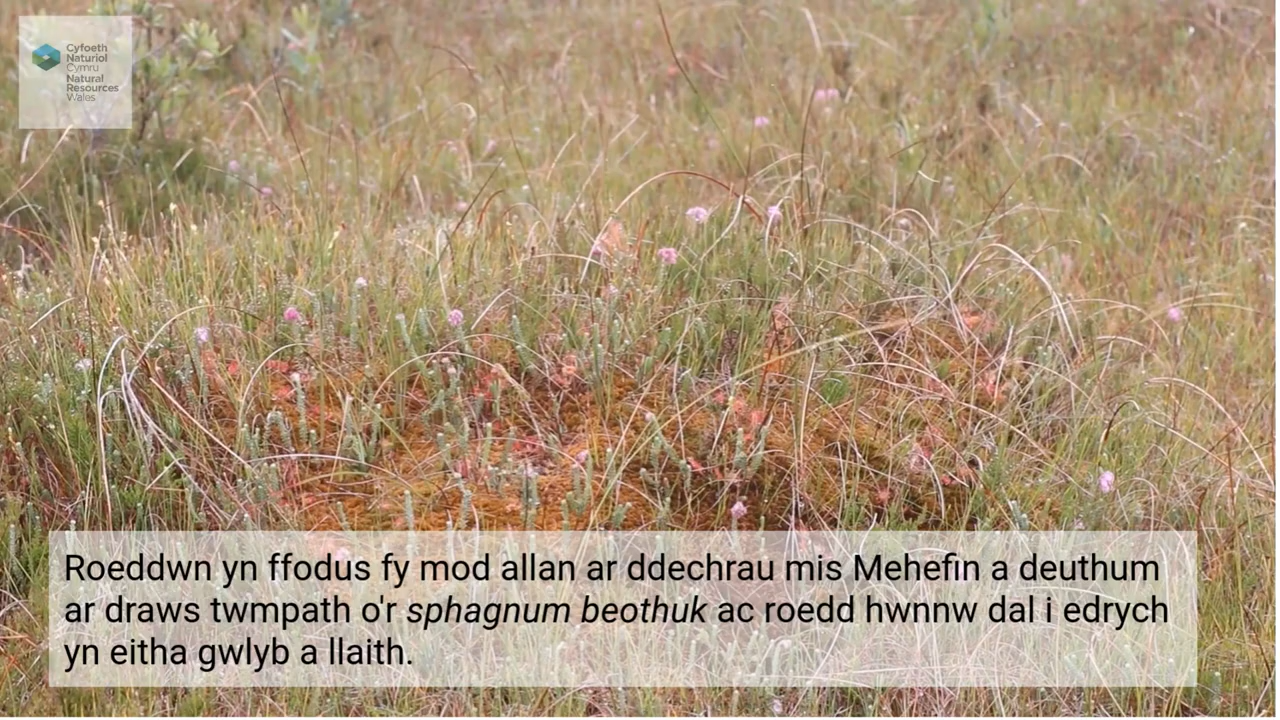 Cyfoeth
Naturiol
Cymru
Natural
Resources
Wales
Roeddwn yn ffodus fy mod allan ar ddechrau mis Mehefin a deuthum
ar draws twmpath o'r sphagnum beothuk ac roedd hwnnw dal i edrych
yn eitha gwlyb a llaith.